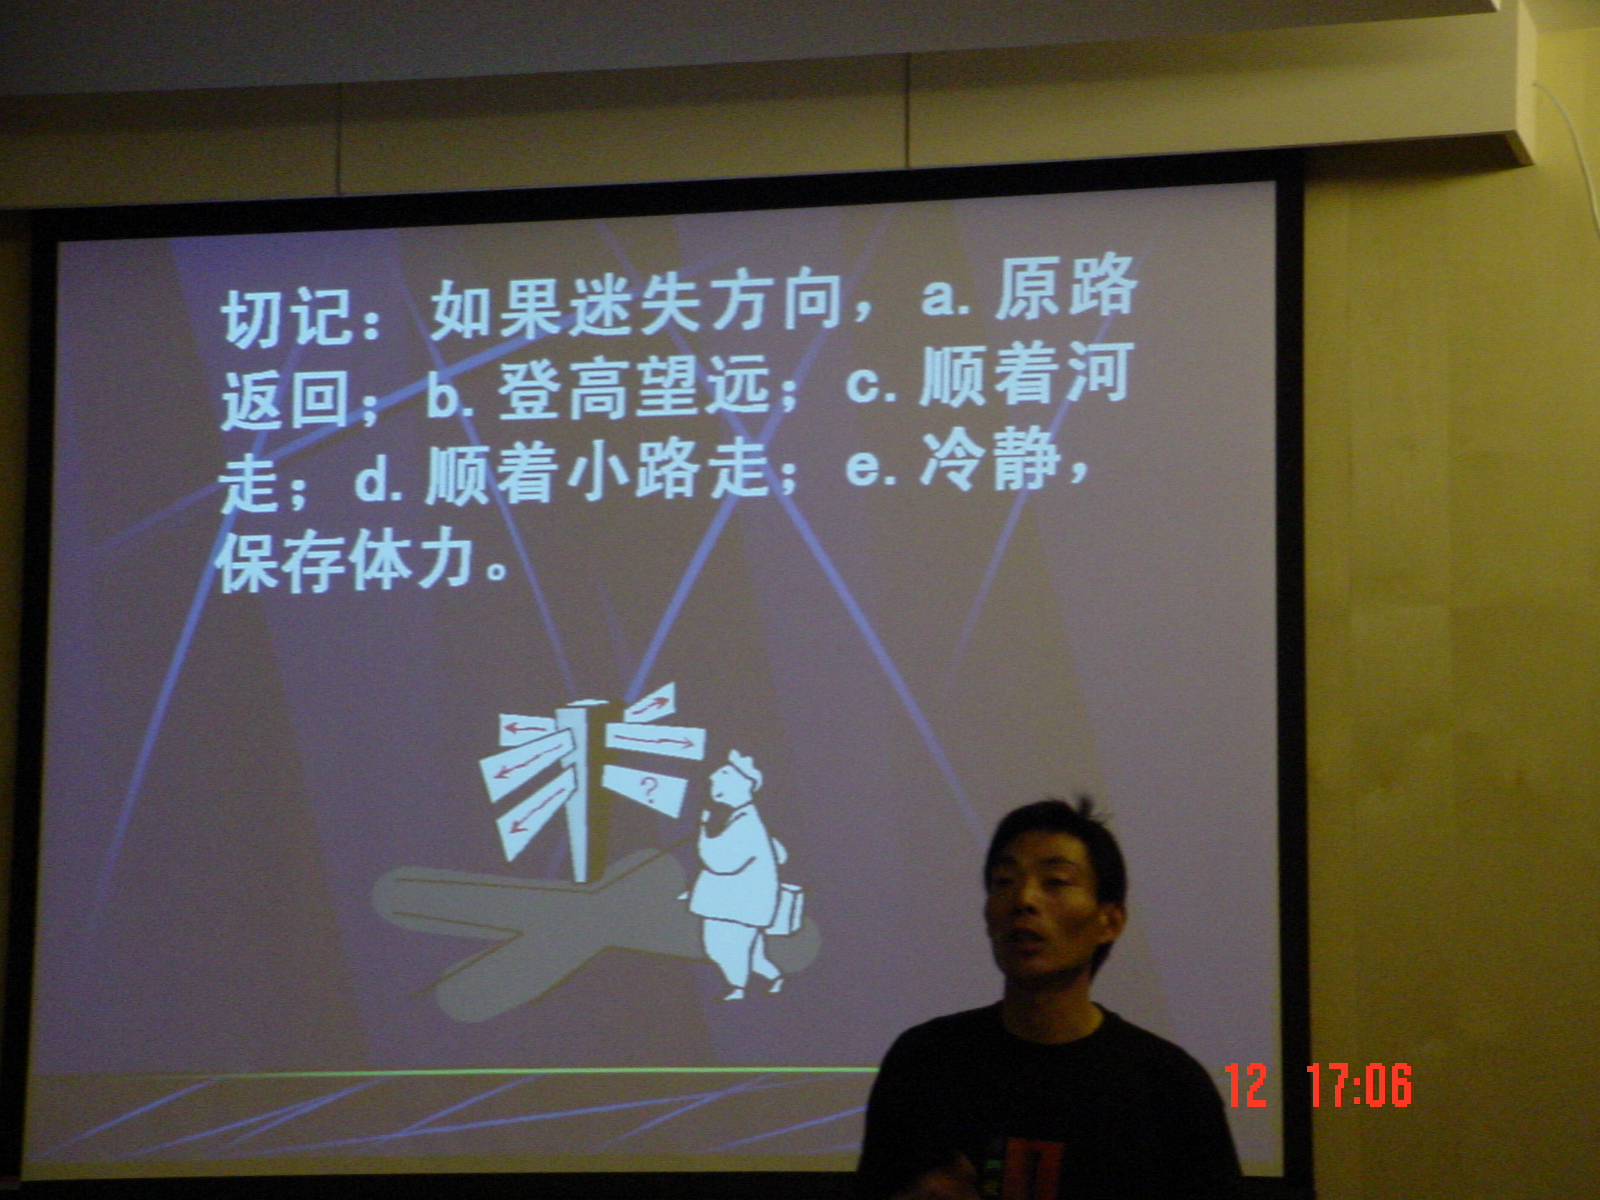 切记：如果迷失方向，a.原路
返回；b.登高望远；c.顺着河
走；d.顺着小路走；e.冷静，
保存体力。
?
12 17:06